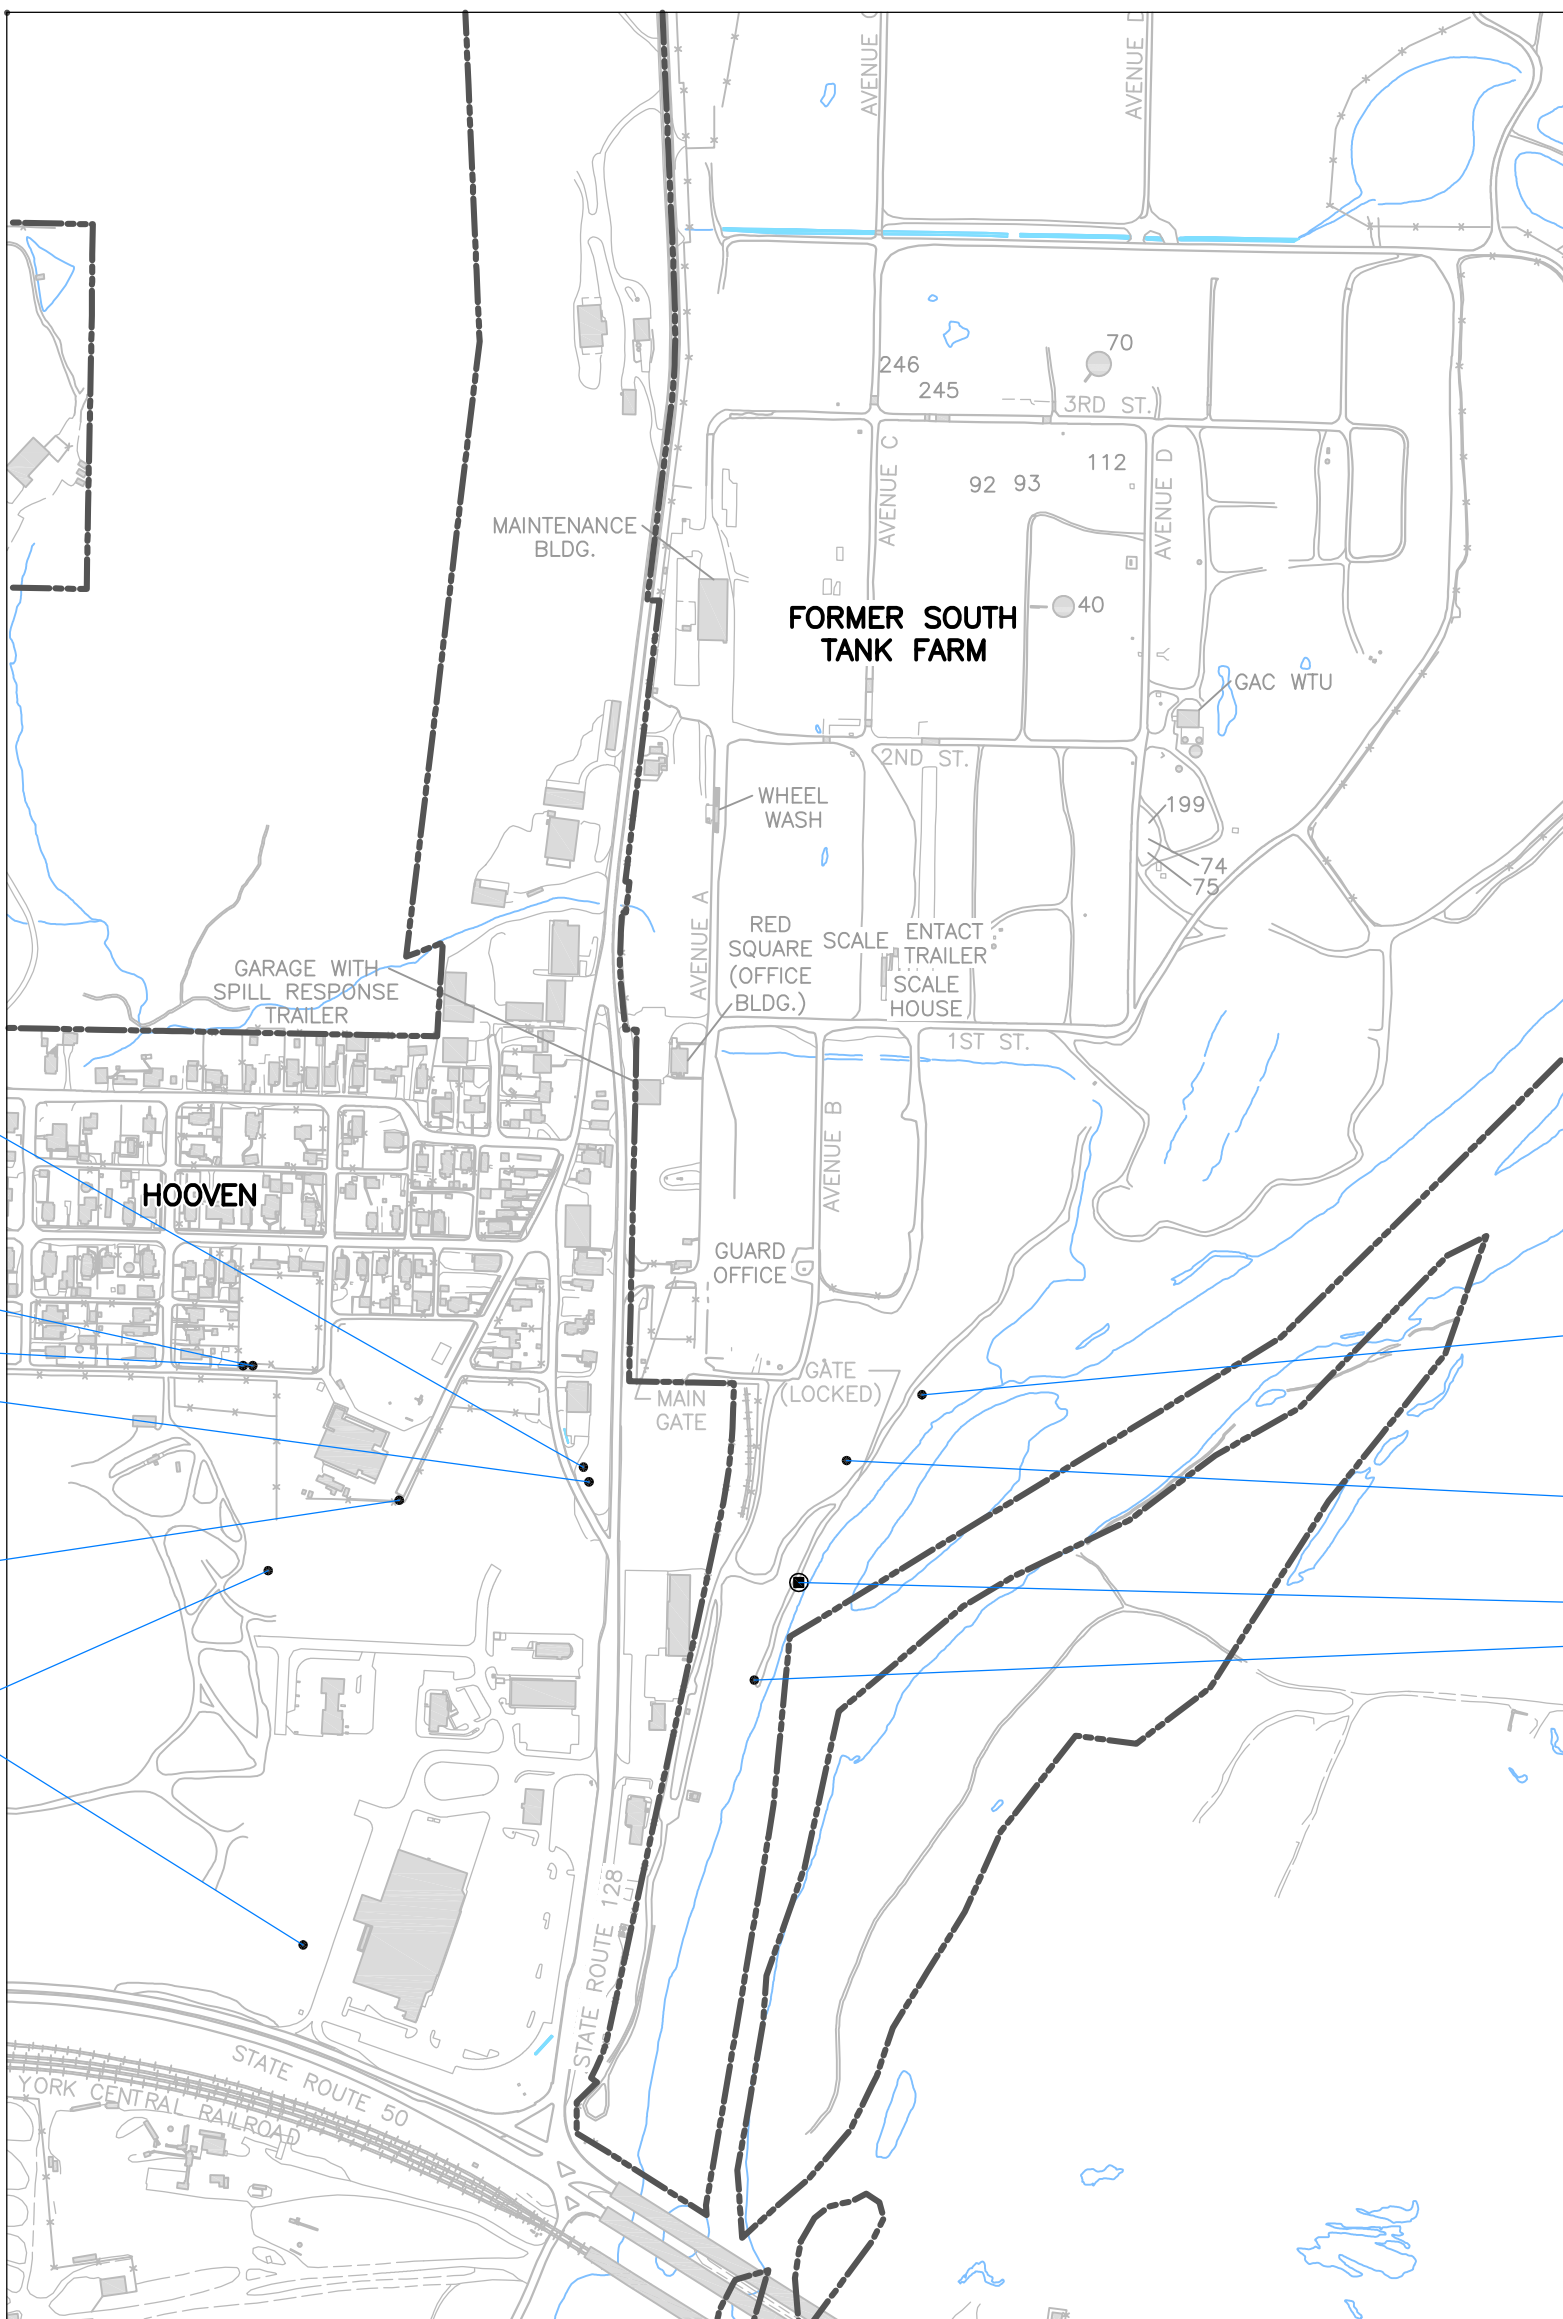 AVENUE C
AVENUE D
70
246
245
3RD ST.
AVENUE C
AVENUE D
112
92 93
MAINTENANCE
BLDG.
40
FORMER SOUTH
TANK FARM
GAC WTU
2ND ST.
WHEEL
WASH
199
74
75
AVENUE A
RED
SQUARE
(OFFICE
BLDG.)
SCALE
ENTACT
TRAILER
SCALE
HOUSE
GARAGE WITH
SPILL RESPONSE
TRAILER
1ST ST.
AVENUE B
HOOVEN
GUARD
OFFICE
GATE
(LOCKED)
MAIN
GATE
STATE ROUTE 128
STATE ROUTE 50
YORK CENTRAL RAILROAD